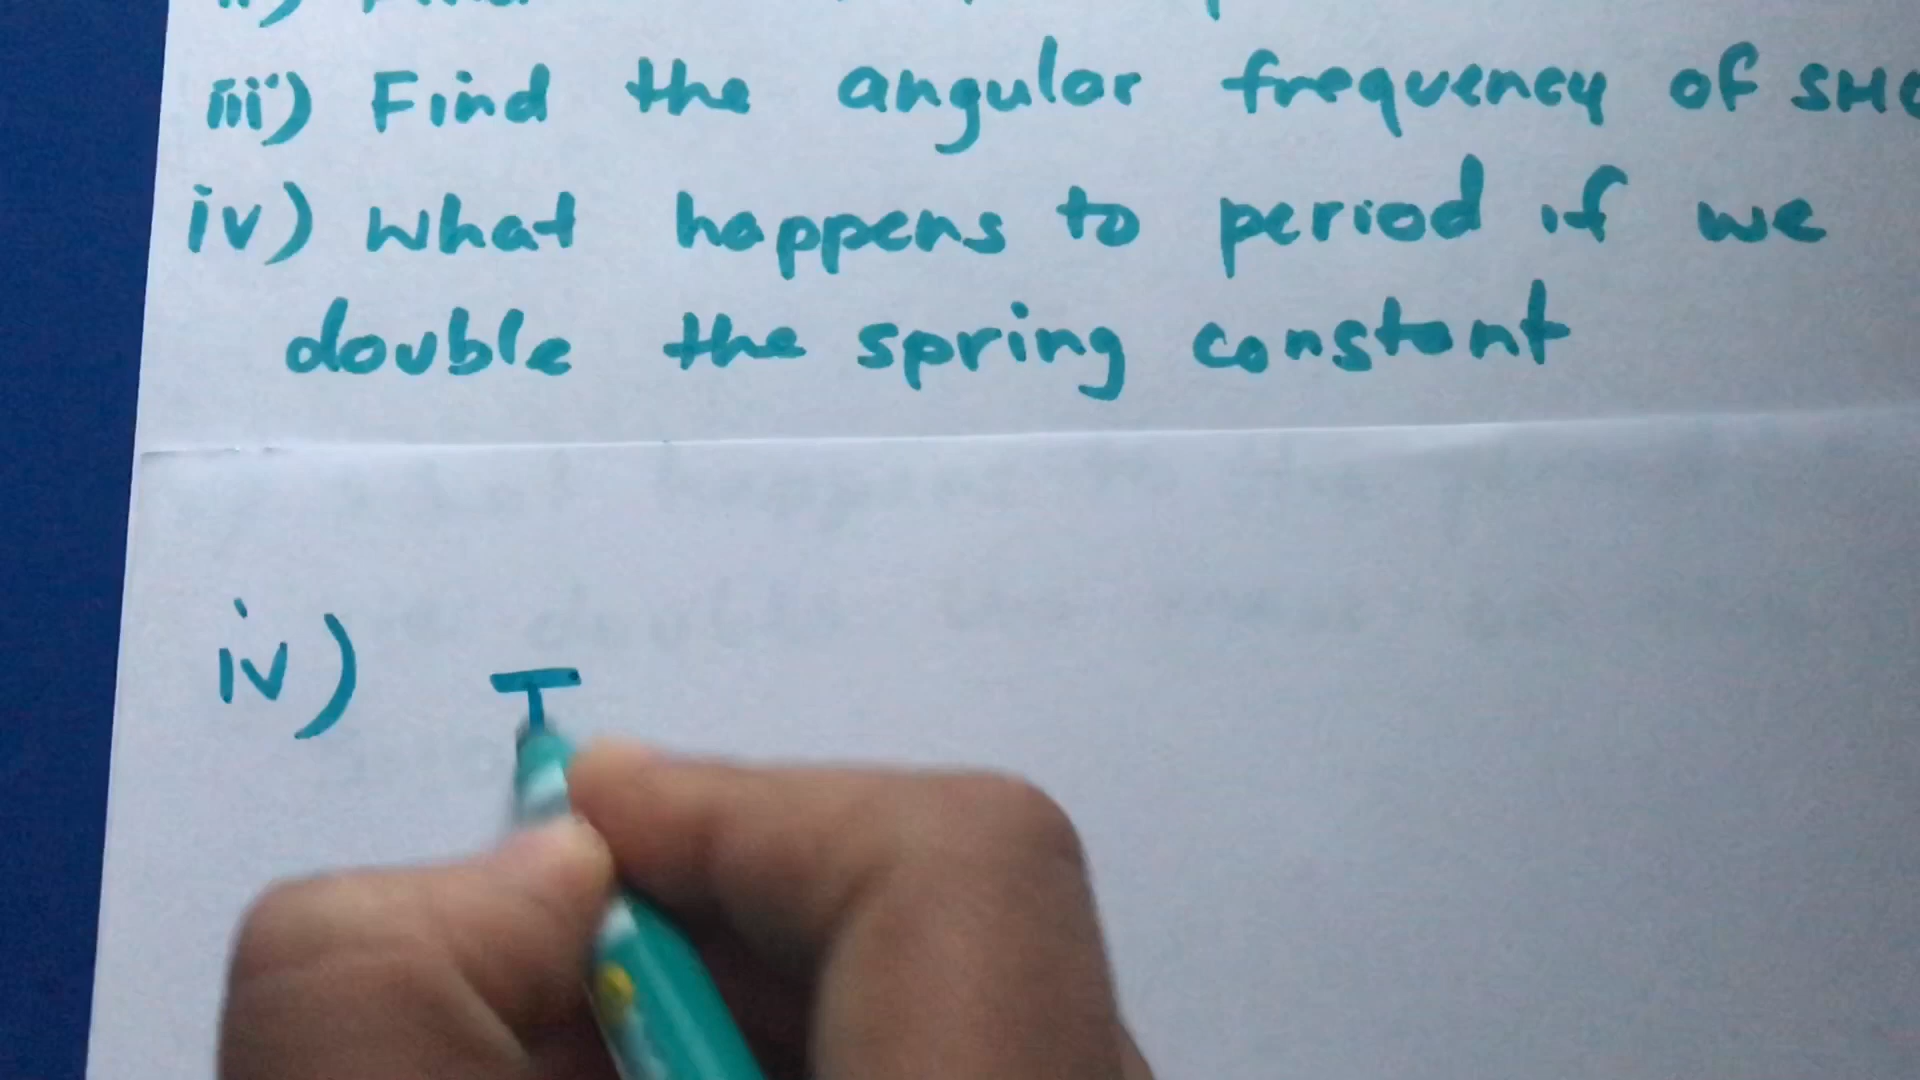 iii) Find the angular frequency of SH
iv) What happens to period if we
double the spring constant
iv) T